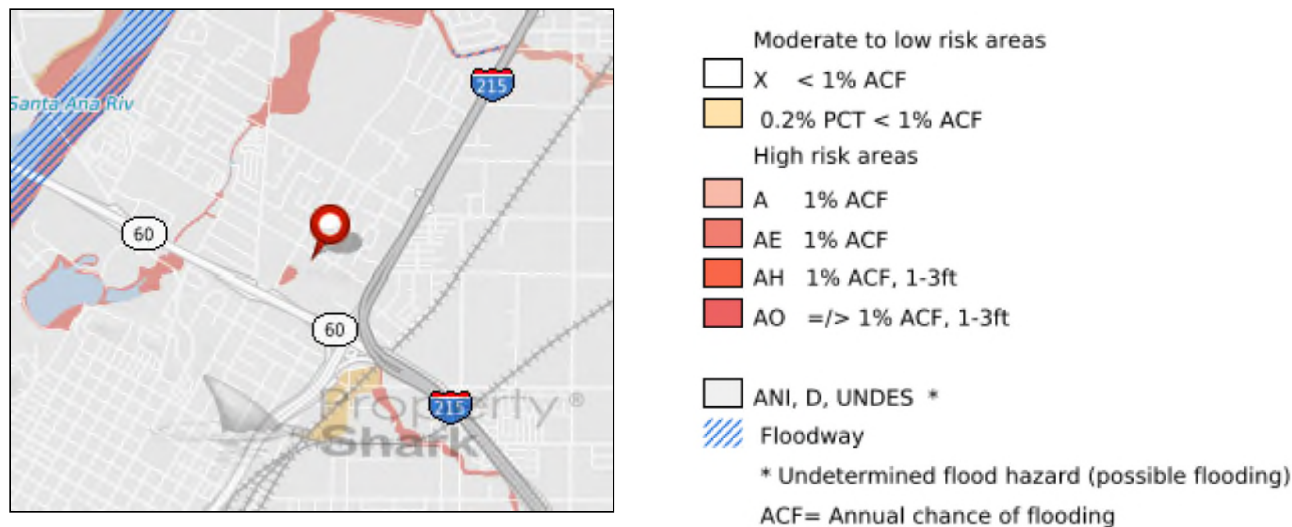 215
Santa Ana Riv
60
60
215
Property ®
Shark
Moderate to low risk areas
X < 1% ACF
0.2% PCT < 1% ACF
High risk areas
A 1% ACF
AE 1% ACF
AH 1% ACF, 1-3ft
AO =/> 1% ACF, 1-3ft
ANI, D, UNDES *
Floodway
* Undetermined flood hazard (possible flooding)
ACF= Annual chance of flooding